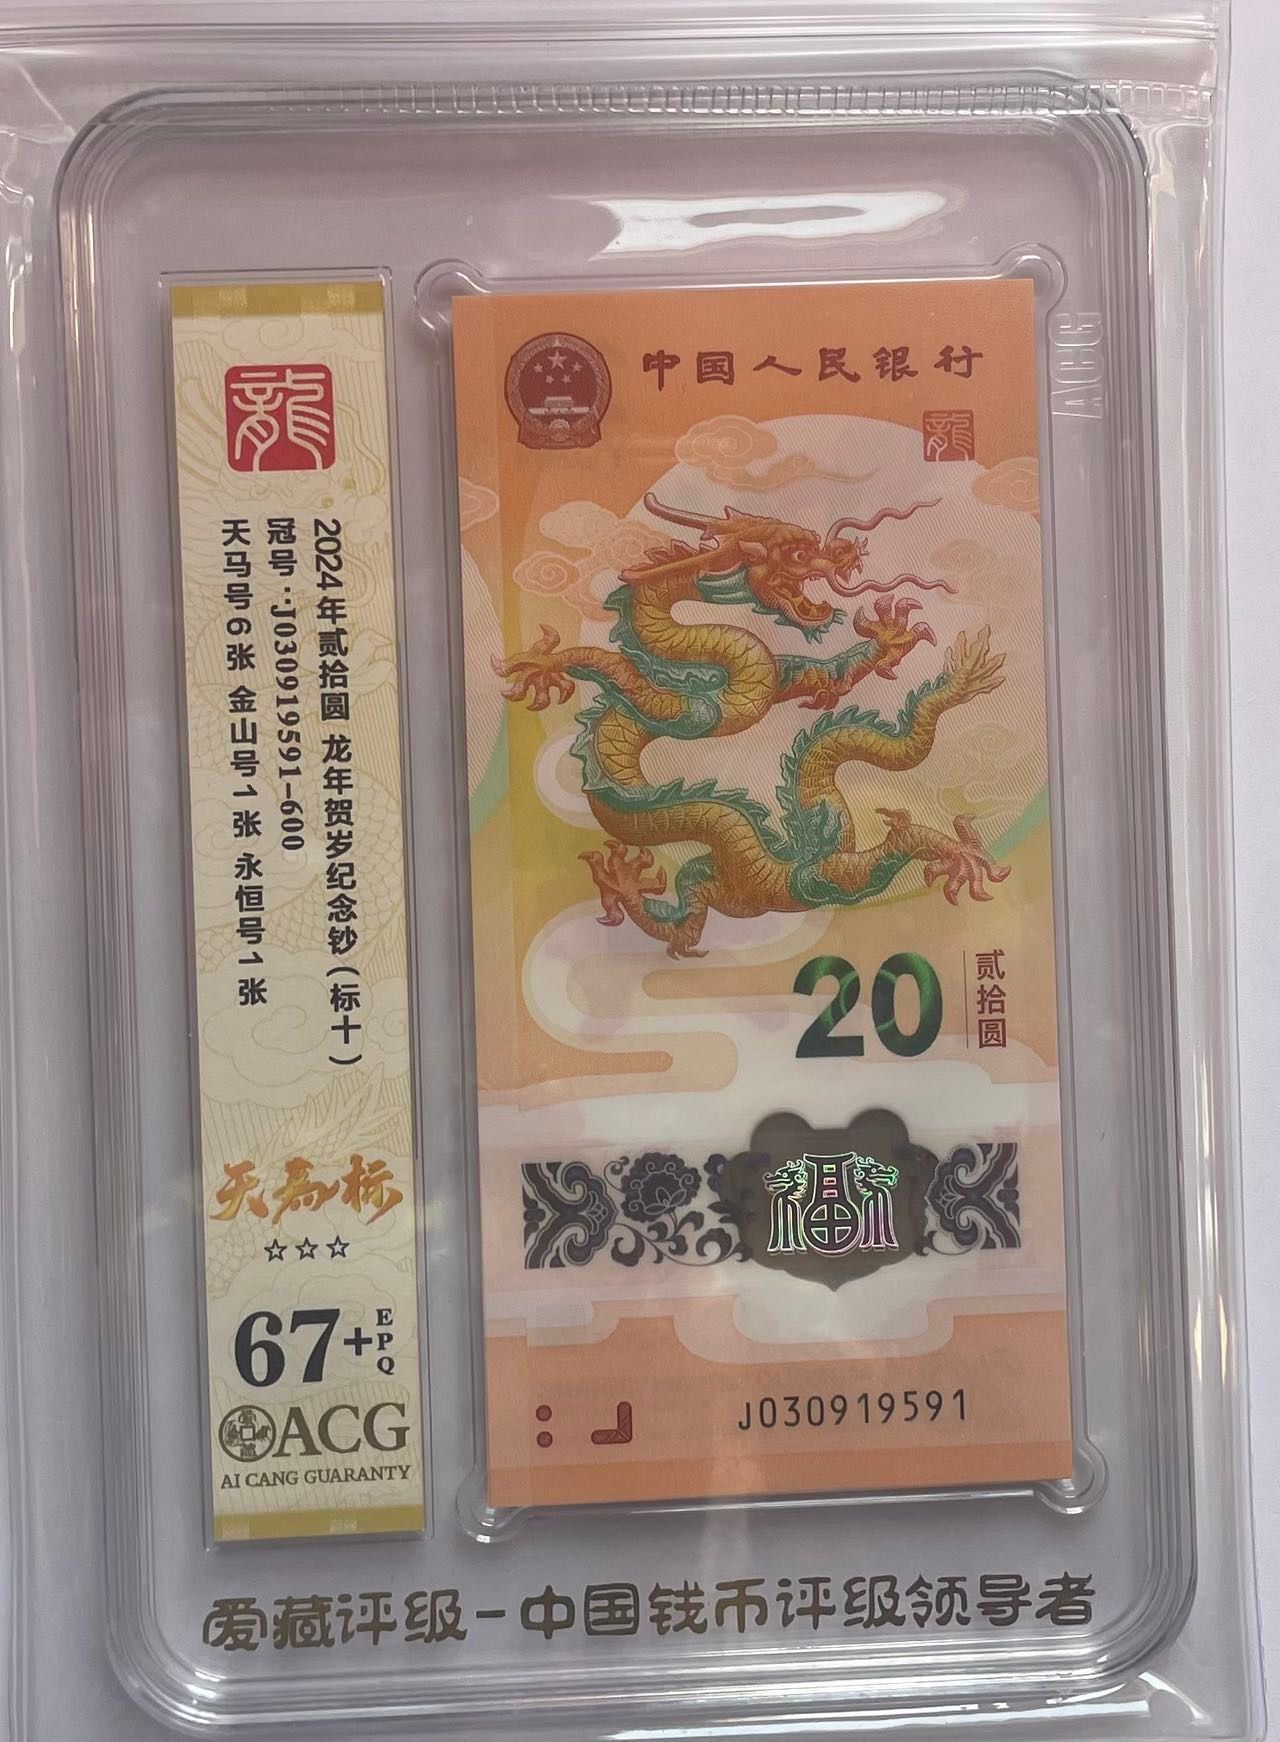 龍
2024年贰拾圆 龙年贺岁纪念钞(标十)
冠号:J030919591-600
天马号6张 金山号1张 永恒号1张
天马标
☆☆☆
67+EPQ
ACG
AI CANG GUARANTY
中国人民银行
龍
20
贰拾圆
福
J030919591
ACG
爱藏评级-中国钱币评级领导者